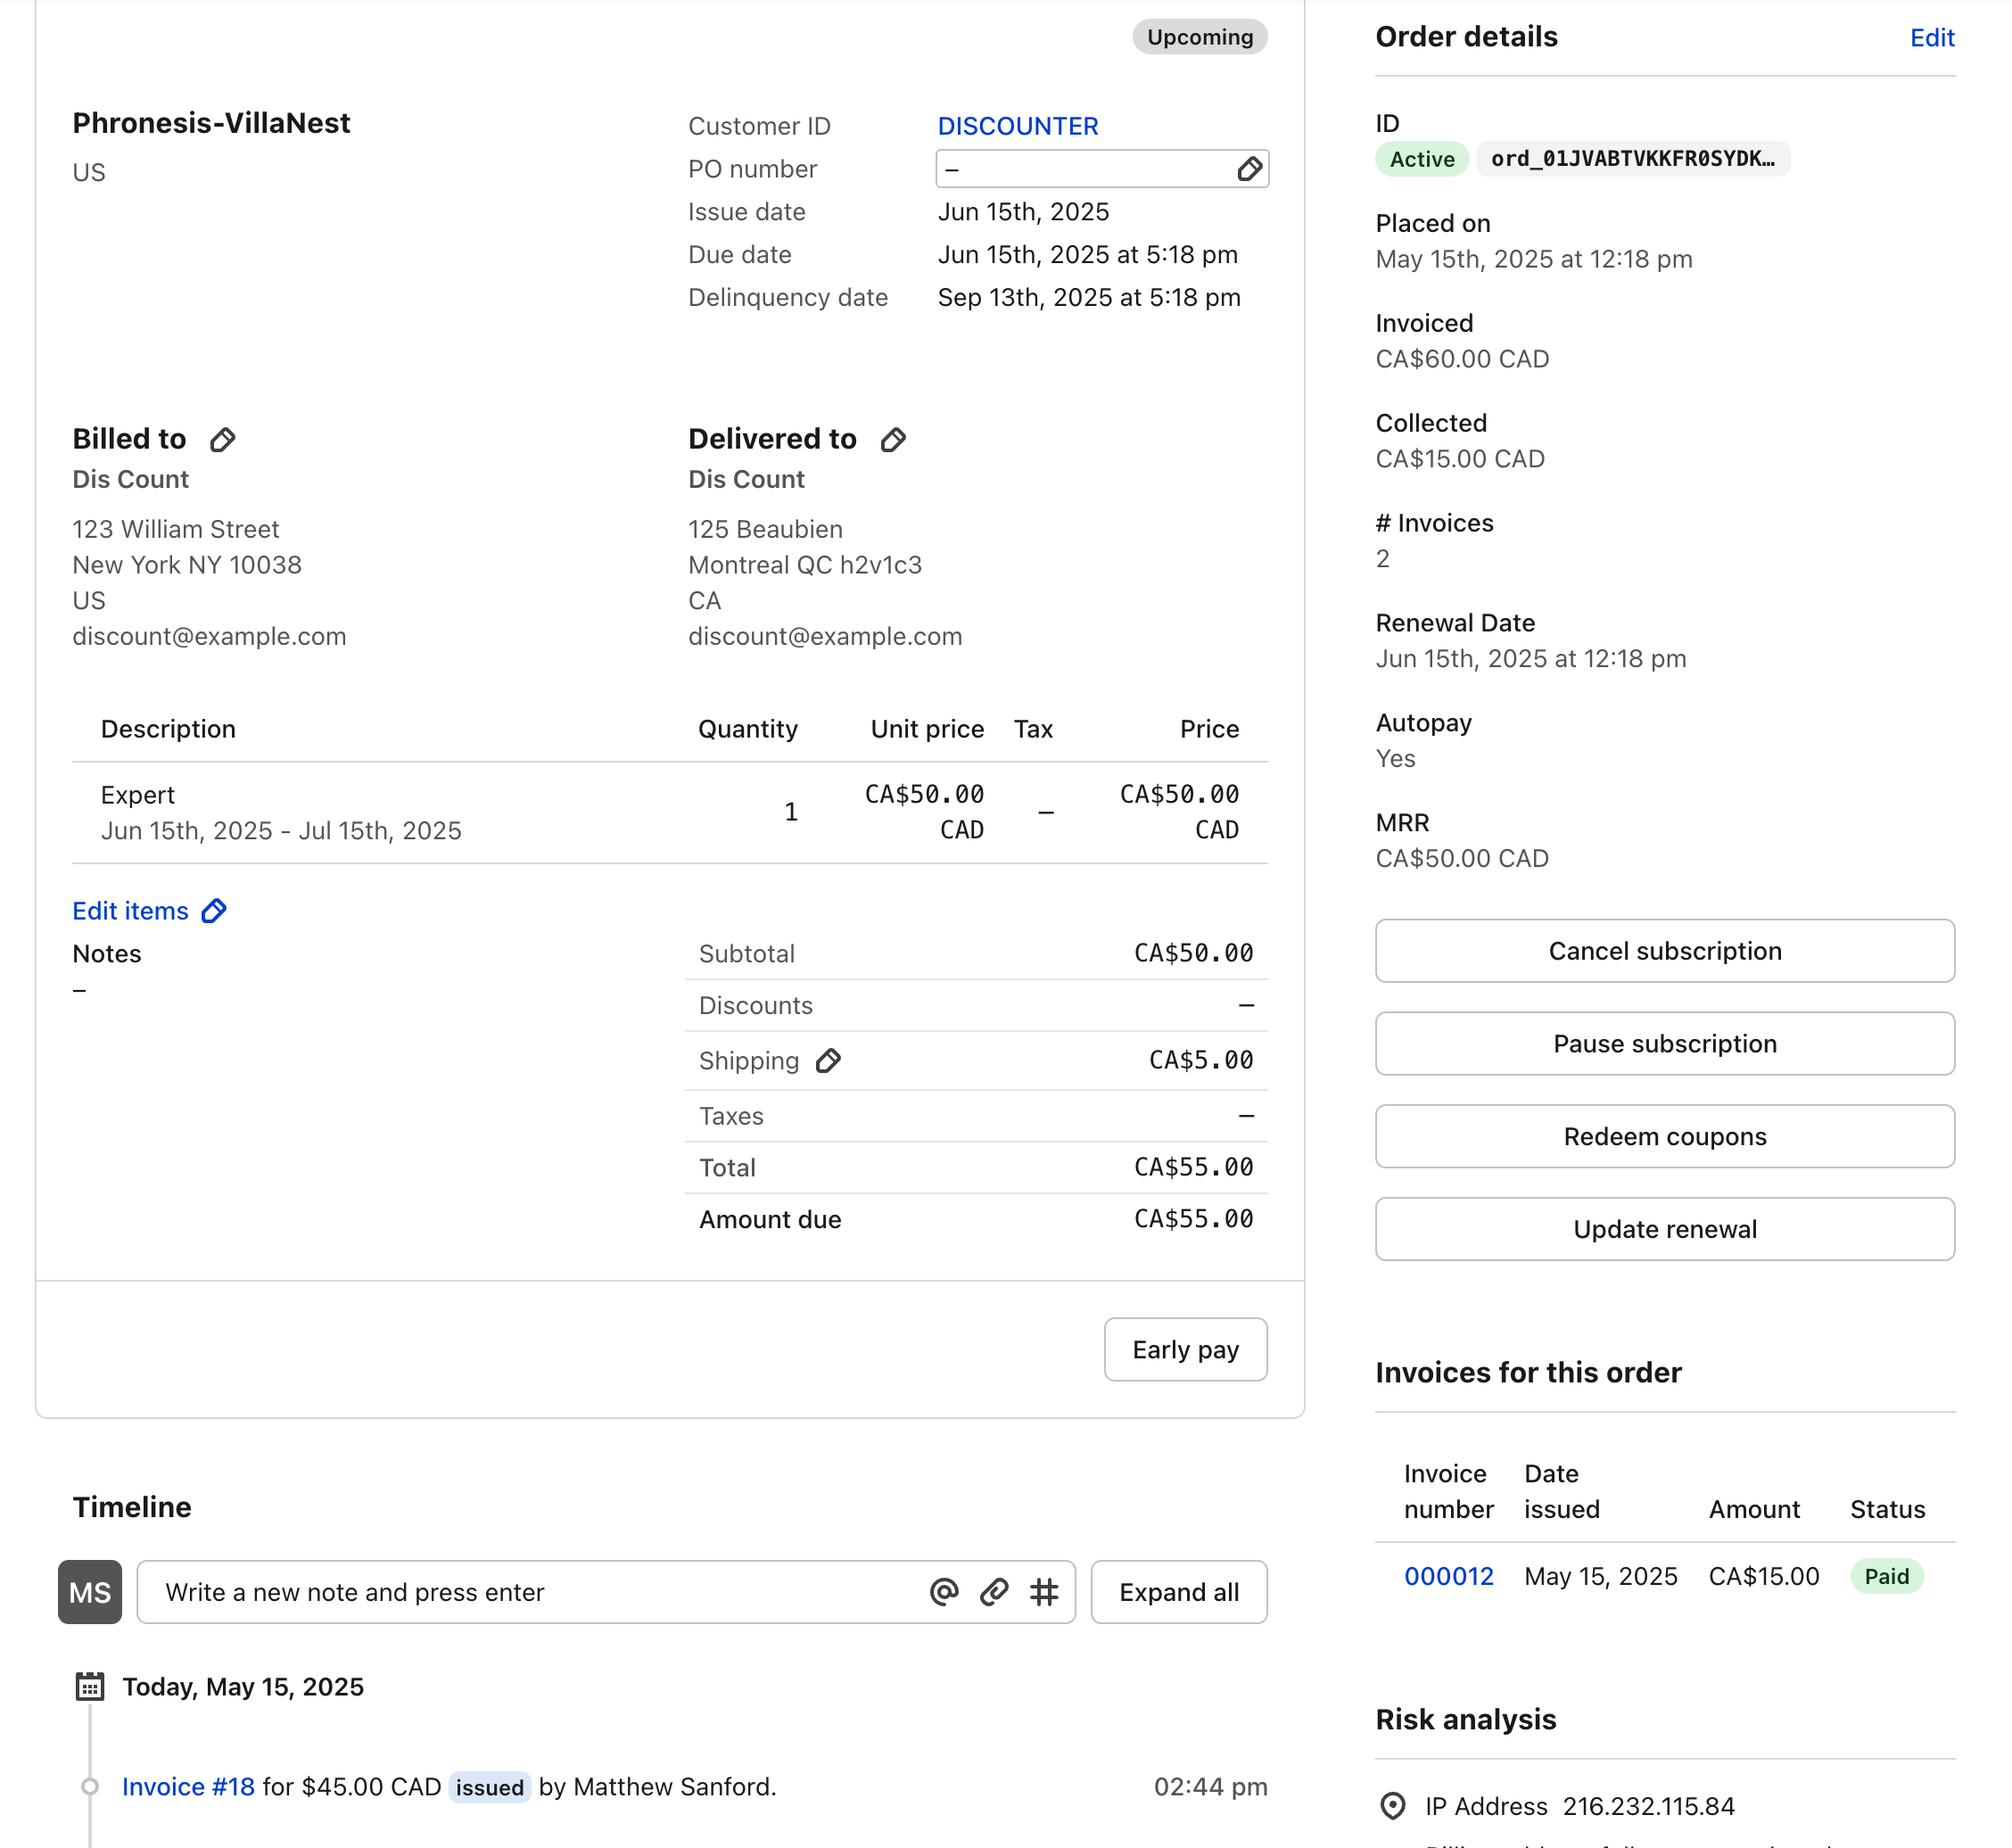 Upcoming
Phronesis-VillaNest
US
Customer ID DISCOUNTER
PO number –
Issue date Jun 15th, 2025
Due date Jun 15th, 2025 at 5:18 pm
Delinquency date Sep 13th, 2025 at 5:18 pm
Billed to
Dis Count
123 William Street
New York NY 10038
US
discount@example.com
Delivered to
Dis Count
125 Beaubien
Montreal QC h2v1c3
CA
discount@example.com
Description Quantity Unit price Tax Price
Expert
Jun 15th, 2025 - Jul 15th, 2025
1
CA$50.00
CAD
–
CA$50.00
CAD
Edit items
Notes
–
Subtotal CA$50.00
Discounts –
Shipping CA$5.00
Taxes –
Total CA$55.00
Amount due CA$55.00
Early pay
Timeline
MS Write a new note and press enter Expand all
Today, May 15, 2025
Invoice #18 for $45.00 CAD issued by Matthew Sanford. 02:44 pm
Order details Edit
ID
Active ord_01JVABTVKKFR0SYDK…
Placed on
May 15th, 2025 at 12:18 pm
Invoiced
CA$60.00 CAD
Collected
CA$15.00 CAD
# Invoices
2
Renewal Date
Jun 15th, 2025 at 12:18 pm
Autopay
Yes
MRR
CA$50.00 CAD
Cancel subscription
Pause subscription
Redeem coupons
Update renewal
Invoices for this order
Invoice
number
Date
issued
Amount Status
000012 May 15, 2025 CA$15.00 Paid
Risk analysis
IP Address 216.232.115.84